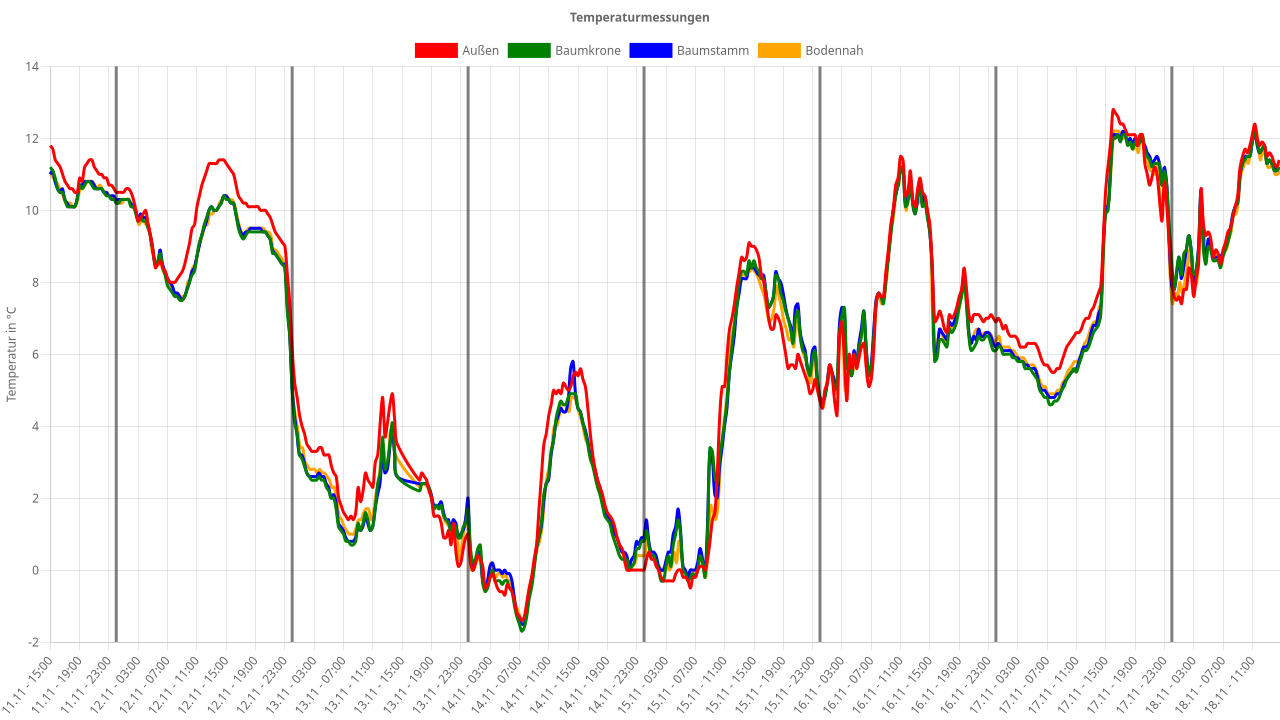 Temperaturmessungen
Außen Baumkrone Baumstamm Bodennah
Temperatur in °C
14
12
10
8
6
4
2
0
-2
11.11 - 15:00
11.11 - 19:00
11.11 - 23:00
12.11 - 03:00
12.11 - 07:00
12.11 - 11:00
12.11 - 15:00
12.11 - 19:00
12.11 - 23:00
13.11 - 03:00
13.11 - 07:00
13.11 - 11:00
13.11 - 15:00
13.11 - 19:00
13.11 - 23:00
14.11 - 03:00
14.11 - 07:00
14.11 - 11:00
14.11 - 15:00
14.11 - 19:00
14.11 - 23:00
15.11 - 03:00
15.11 - 07:00
15.11 - 11:00
15.11 - 15:00
15.11 - 19:00
15.11 - 23:00
16.11 - 03:00
16.11 - 07:00
16.11 - 11:00
16.11 - 15:00
16.11 - 19:00
16.11 - 23:00
17.11 - 03:00
17.11 - 07:00
17.11 - 11:00
17.11 - 15:00
17.11 - 19:00
17.11 - 23:00
18.11 - 03:00
18.11 - 07:00
18.11 - 11:00